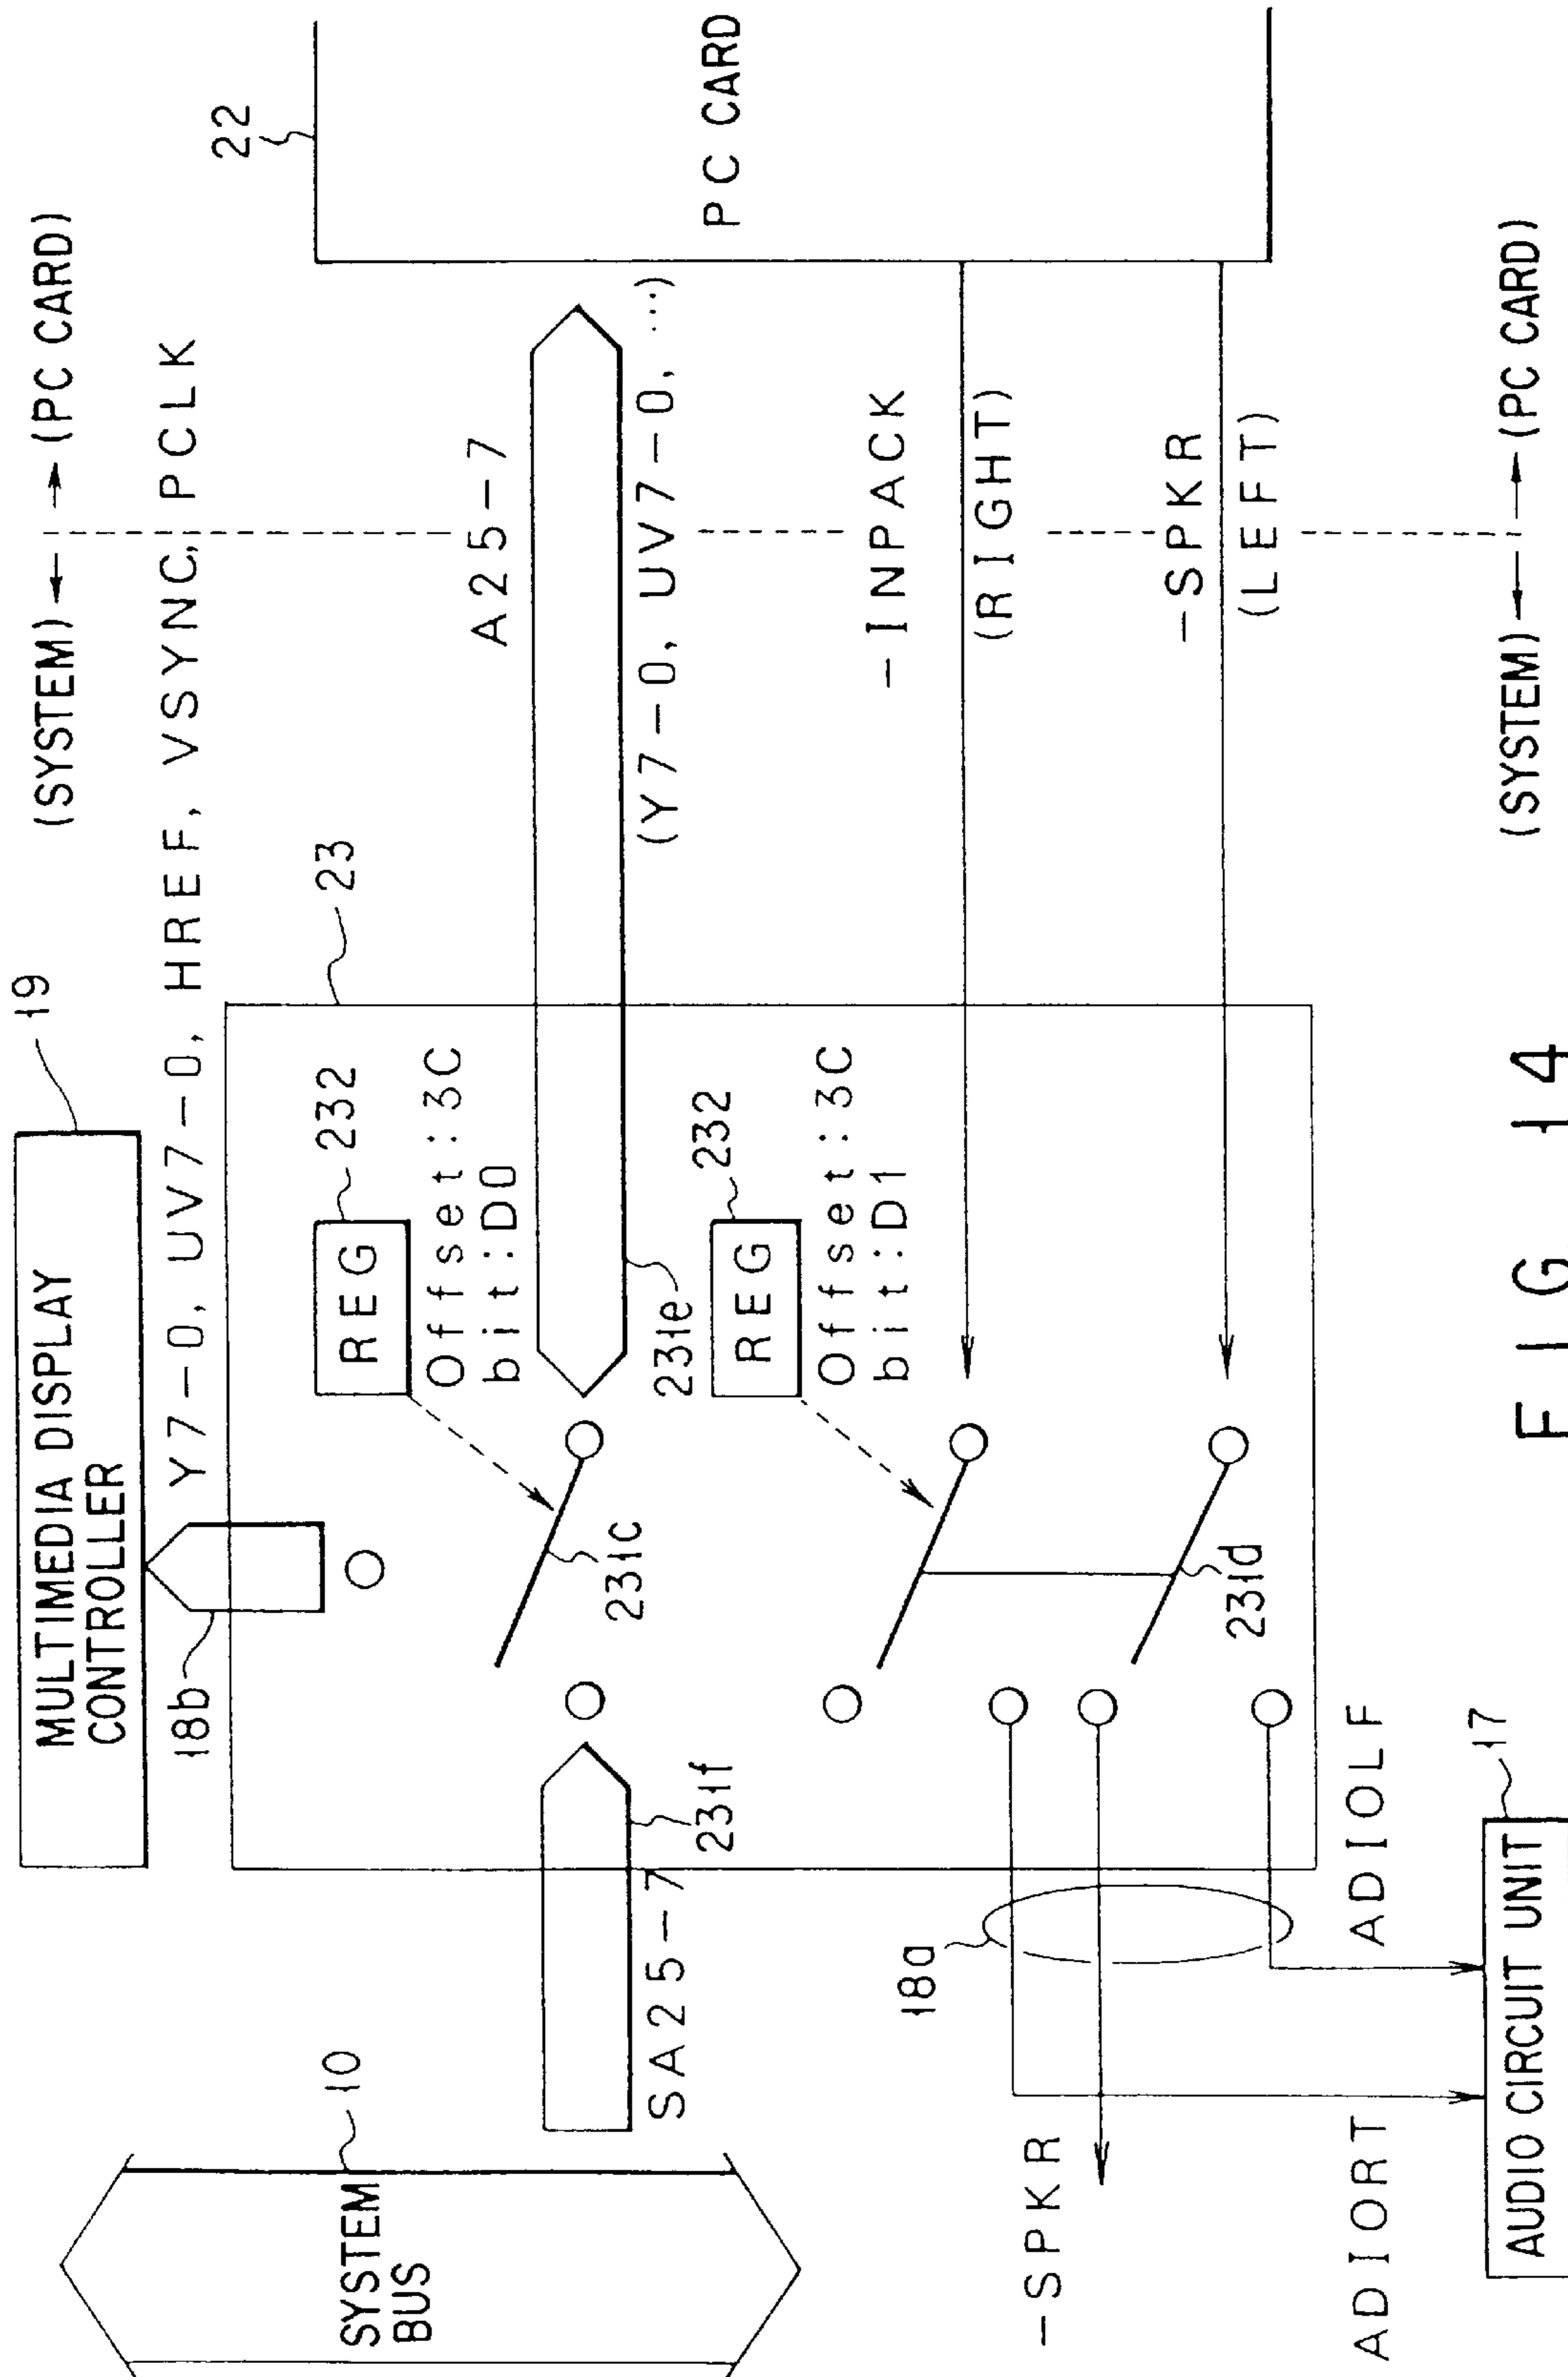 (SYSTEM) ← → (PC CARD)
19
MULTIMEDIA DISPLAY
CONTROLLER
18b
Y7-0, UV7-0, HREF, VSYNC, PCLK
23
22
PC CARD
REG
232
Offset:3C
bit:D0
A25-7
(Y7-0, UV7-0, ...)
231c
231e
10
SYSTEM
BUS
SA25-7
231f
REG
232
Offset:3C
bit:D1
-INPACK
(RIGHT)
231d
-SPKR
(LEFT)
18a
-SPKR
ADIORT
ADIOLF
17
AUDIO CIRCUIT UNIT
(SYSTEM) ← → (PC CARD)
FIG 14